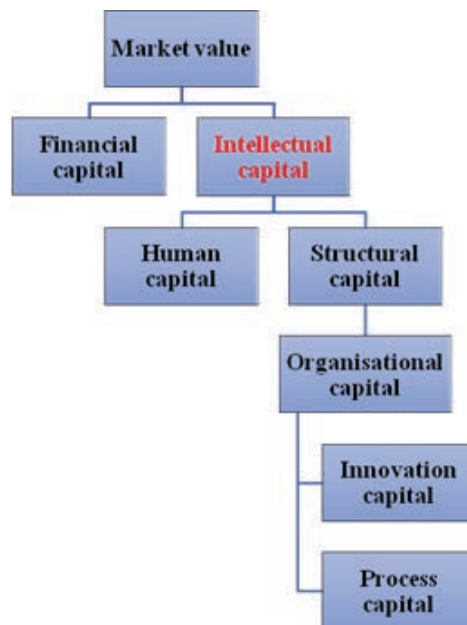 Market value
Financial
capital
Intellectual
capital
Human
capital
Structural
capital
Organisational
capital
Innovation
capital
Process
capital